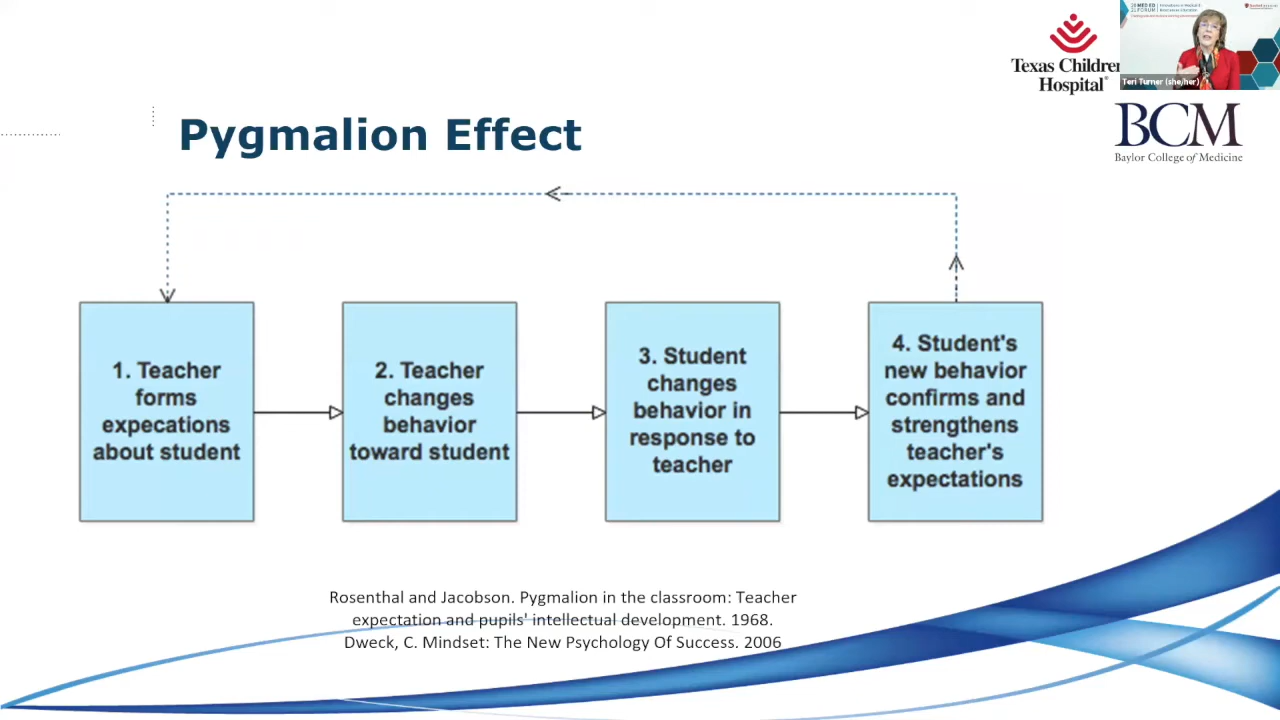 Texas Children
Hospital
Teri Turner (she/her)
BCM
Baylor College of Medicine
Pygmalion Effect
1. Teacher
forms
expecations
about student
2. Teacher
changes
behavior
toward student
3. Student
changes
behavior in
response to
teacher
4. Student's
new behavior
confirms and
strengthens
teacher's
expectations
Rosenthal and Jacobson. Pygmalion in the classroom: Teacher
expectation and pupils' intellectual development. 1968.
Dweck, C. Mindset: The New Psychology Of Success. 2006